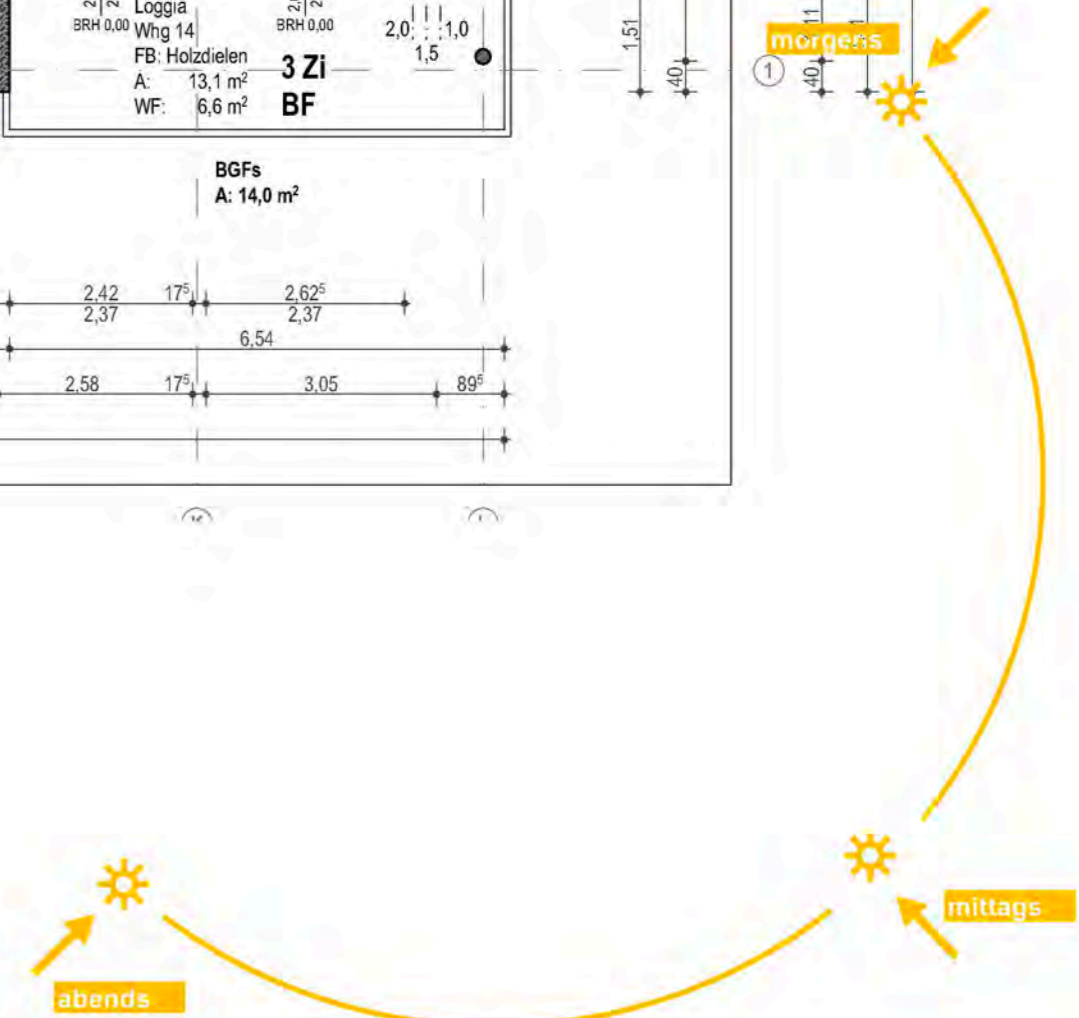 Loggia
BRH 0,00 Whg 14 BRH 0,00
FB: Holzdielen
A: 13,1 m²
WF: 6,6 m²
3 Zi
BF
2,0 1,0
1,5
1,51
40
1
40
11
morgens
BGFs
A: 14,0 m²
2,42 17⁵ 2,62⁵
2,37 2,37
6,54
2,58 17⁵ 3,05 89⁵
mittags
abends